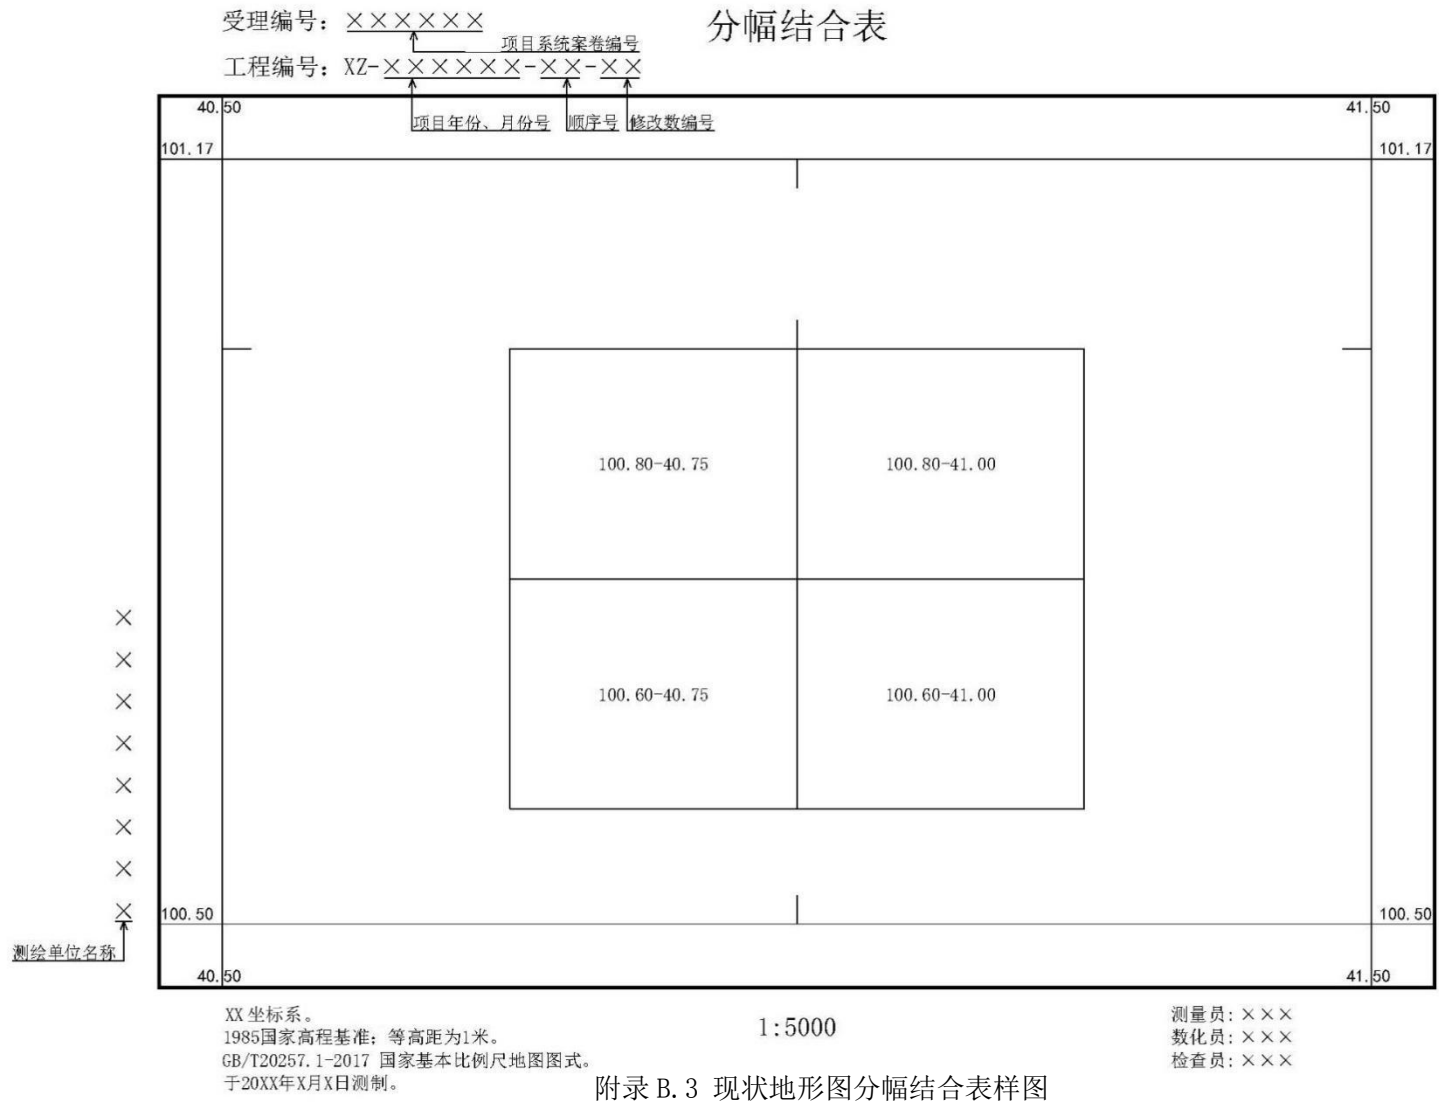 受理编号：××××××
分幅结合表
项目系统案卷编号
工程编号：XZ-××××××-××-××
项目年份、月份号
顺序号
修改数编号
40.50
41.50
101.17
101.17
100.80-40.75
100.80-41.00
100.60-40.75
100.60-41.00
×
×
×
×
×
×
×
×
测绘单位名称
100.50
100.50
40.50
41.50
XX坐标系。
1985国家高程基准；等高距为1米。
GB/T20257.1-2017 国家基本比例尺地图图式。
于20XX年X月X日测制。
1:5000
测量员：×××
数化员：×××
检查员：×××
附录 B.3 现状地形图分幅结合表样图